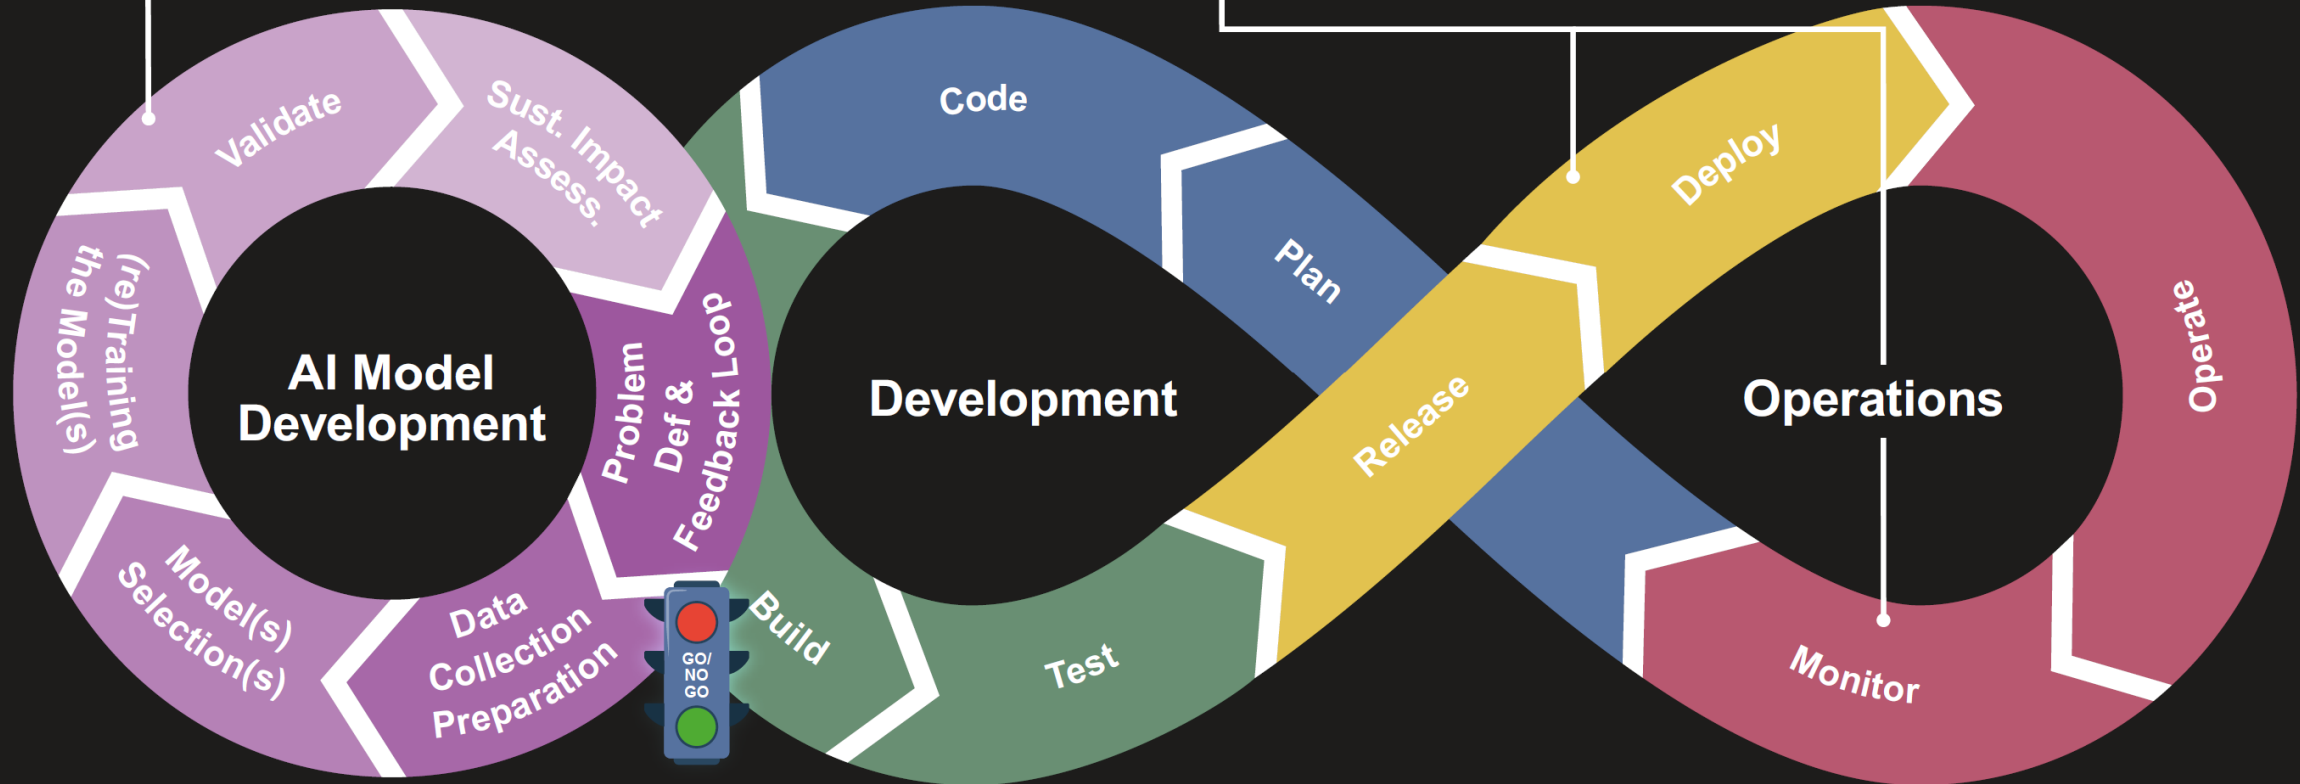 Validate
Sust. Impact
Assess.
(re)Training
the Model(s)
AI Model
Development
Problem
Def &
Feedback Loop
Model(s)
Selection(s)
Data
Collection
Preparation
GO/
NO
GO
Code
Plan
Development
Build
Test
Release
Deploy
Operations
Operate
Monitor